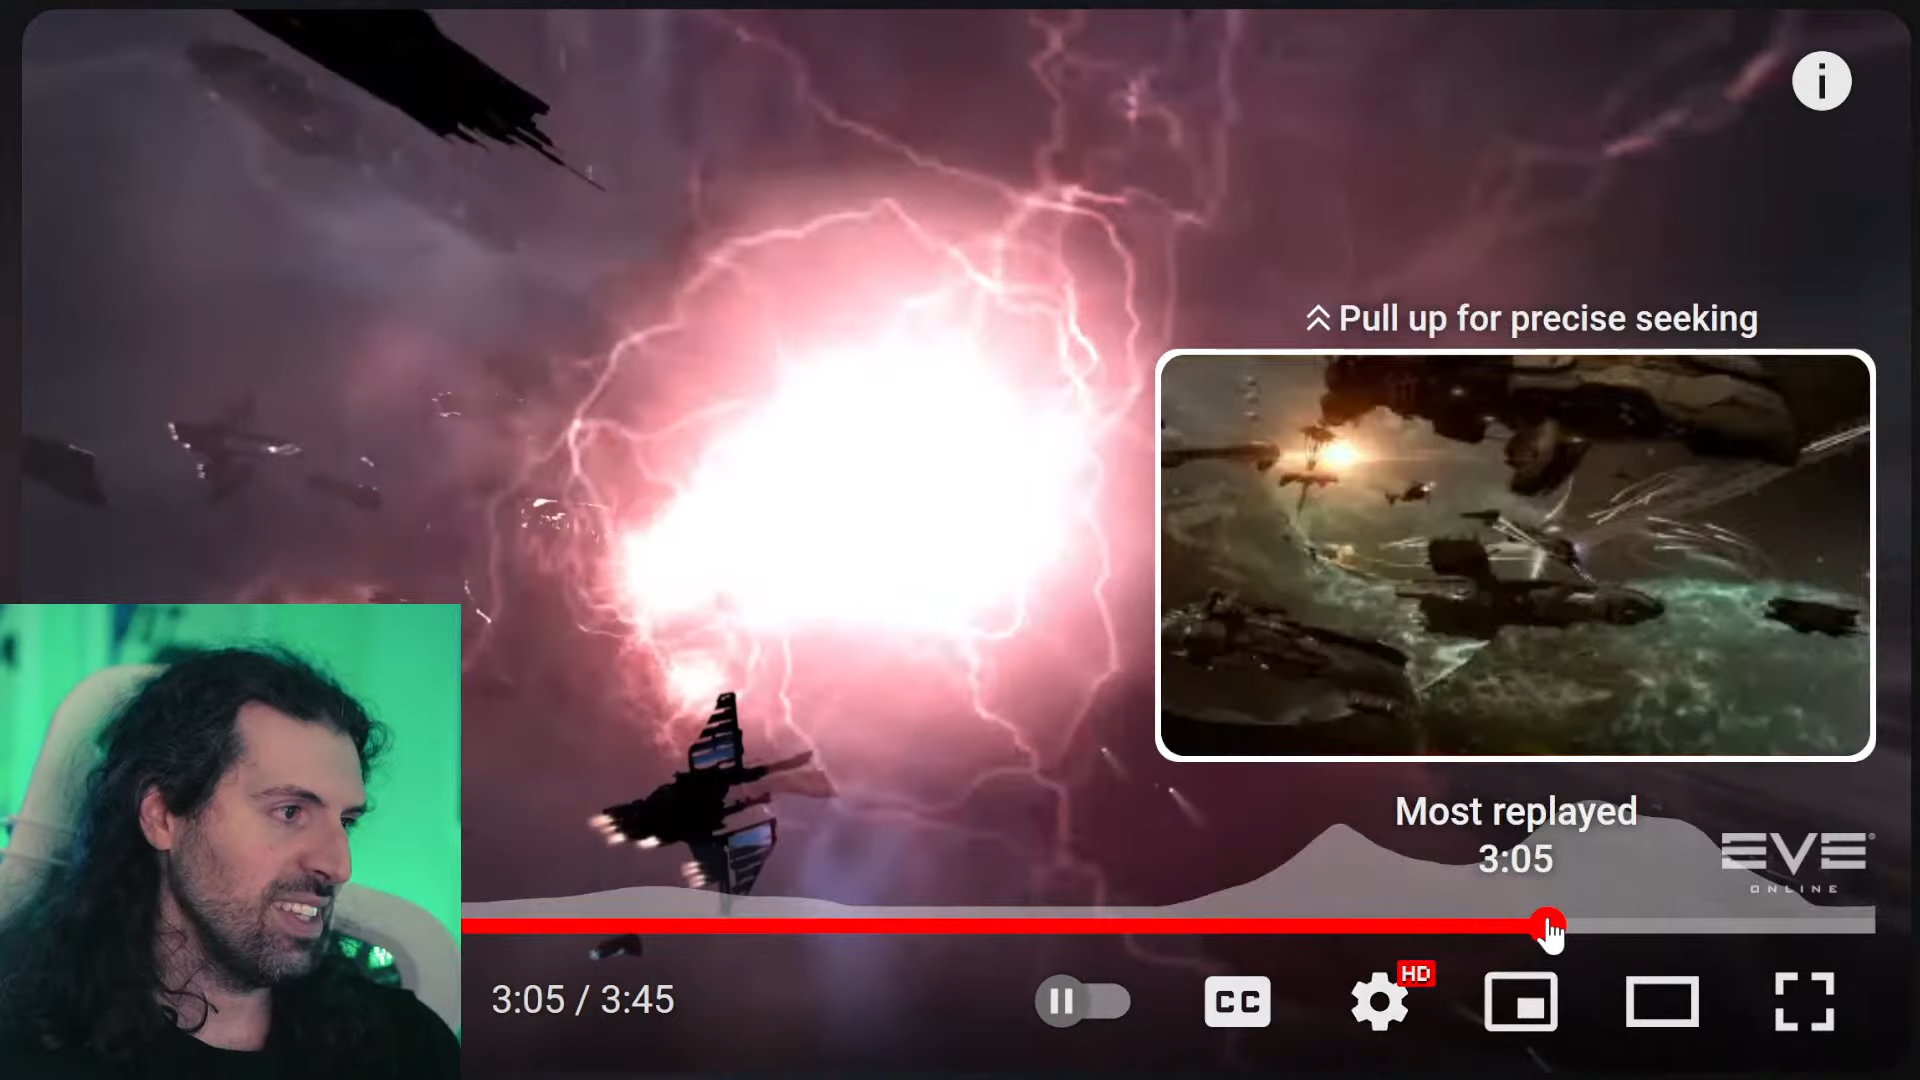 i
Pull up for precise seeking
Most replayed
3:05
EVE
ONLINE
3:05 / 3:45
CC
HD